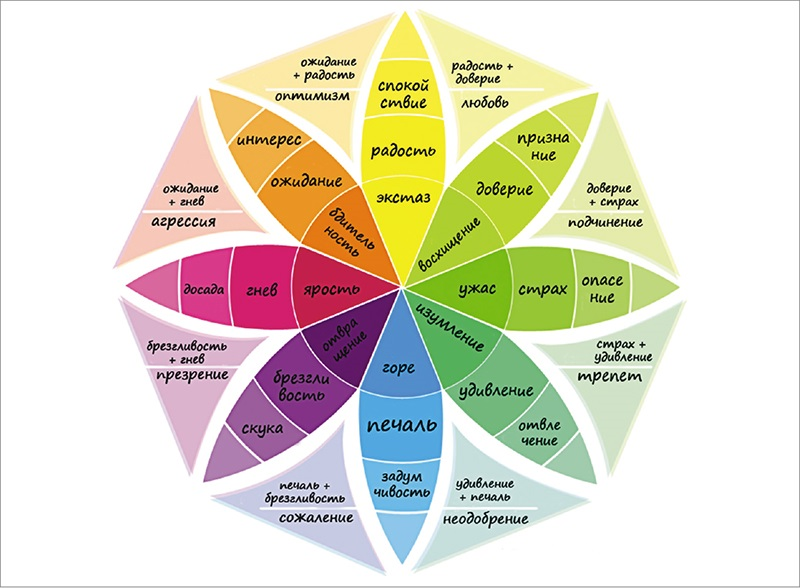 ожидание
+ радость
оптимизм
радость +
доверие
любовь
спокой
ствие
радость
экстаз
интерес
ожидание
бдитель
ность
призна
ние
доверие
восхищение
ожидание
+ гнев
агрессия
доверие
+ страх
подчинение
досада
гнев
ярость
ужас
страх
опасе
ние
брезгливость
+ гнев
презрение
страх +
удивление
трепет
отвра
щение
брезгли
вость
скука
изумление
удивление
отвле
чение
горе
печаль
задум
чивость
печаль +
брезгливость
сожаление
удивление
+ печаль
неодобрение